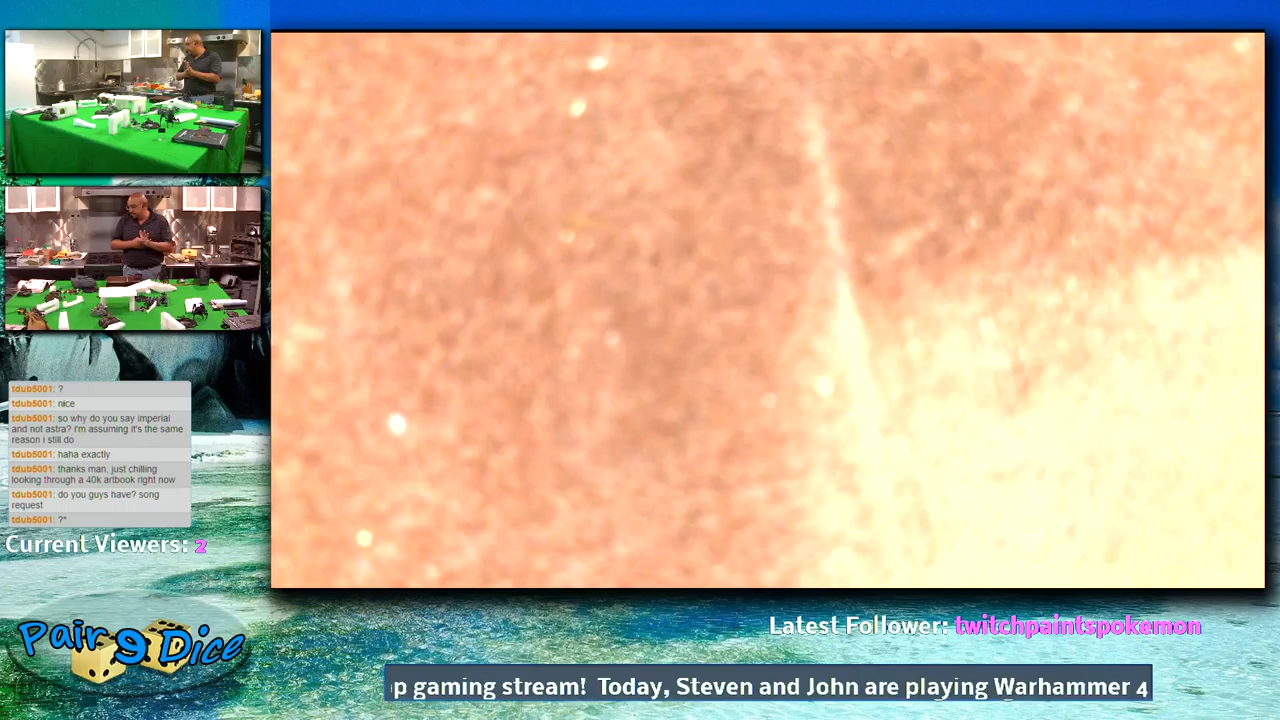 tdub5001: ?
tdub5001: nice
tdub5001: so why do you say imperial
and not astra? i'm assuming it's the same
reason i still do
tdub5001: haha exactly
tdub5001: thanks man, just chilling
looking through a 40k artbook right now
tdub5001: do you guys have? song
request
tdub5001: ?*
Current Viewers: 2
Pair 9 Dice
Latest Follower: twitchpaintspokemon
p gaming stream! Today, Steven and John are playing Warhammer 4